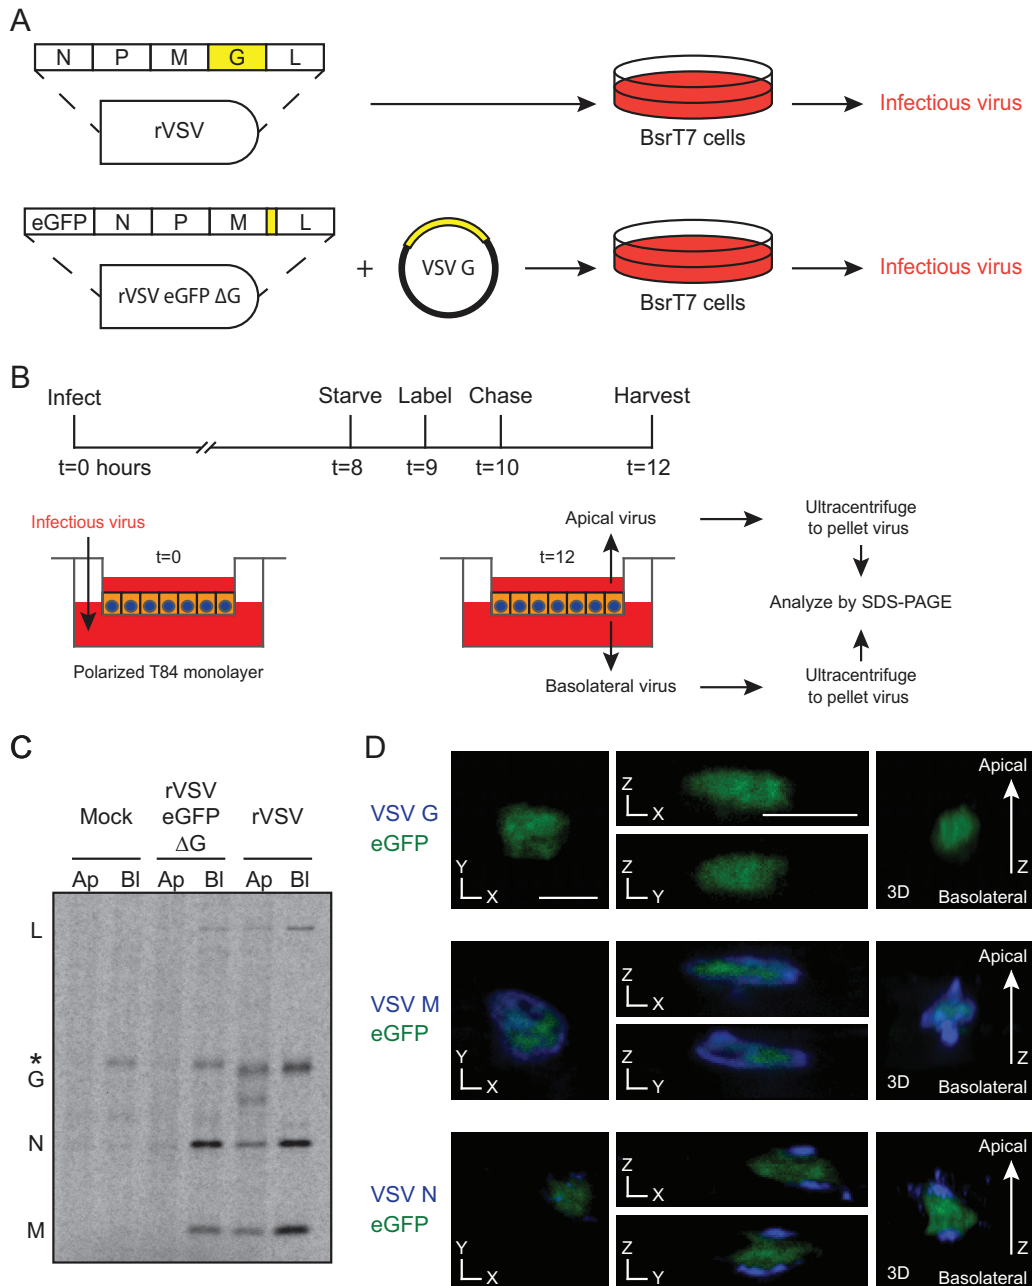 A
N P M G L
rVSV
BsrT7 cells
Infectious virus
eGFP N P M L
rVSV eGFP ΔG
+
VSV G
BsrT7 cells
Infectious virus
B
Infect Starve Label Chase Harvest
t=0 hours t=8 t=9 t=10 t=12
Infectious virus
t=0
Polarized T84 monolayer
Apical virus
t=12
Basolateral virus
Ultracentrifuge
to pellet virus
Analyze by SDS-PAGE
Ultracentrifuge
to pellet virus
C
Mock
rVSV
eGFP
ΔG
rVSV
Ap Bl Ap Bl Ap Bl
L
*
G
N
M
D
VSV G
eGFP
Y
X
Z
X
Z
Y
Apical
Z
3D Basolateral
VSV M
eGFP
Y
X
Z
X
Z
Y
Apical
Z
3D Basolateral
VSV N
eGFP
Y
X
Z
X
Z
Y
Apical
Z
3D Basolateral